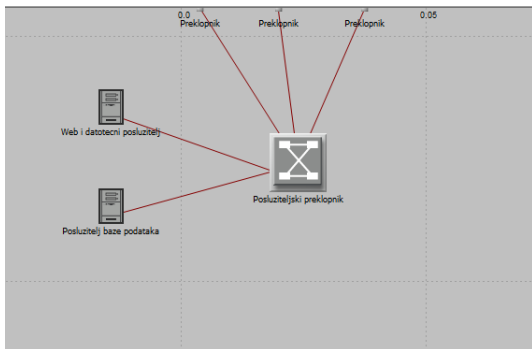 0.0
0.05
Preklopnik
Preklopnik
Preklopnik
Web i datotecni posluzitelj
Posluziteljski preklopnik
Posluzitelj baze podataka